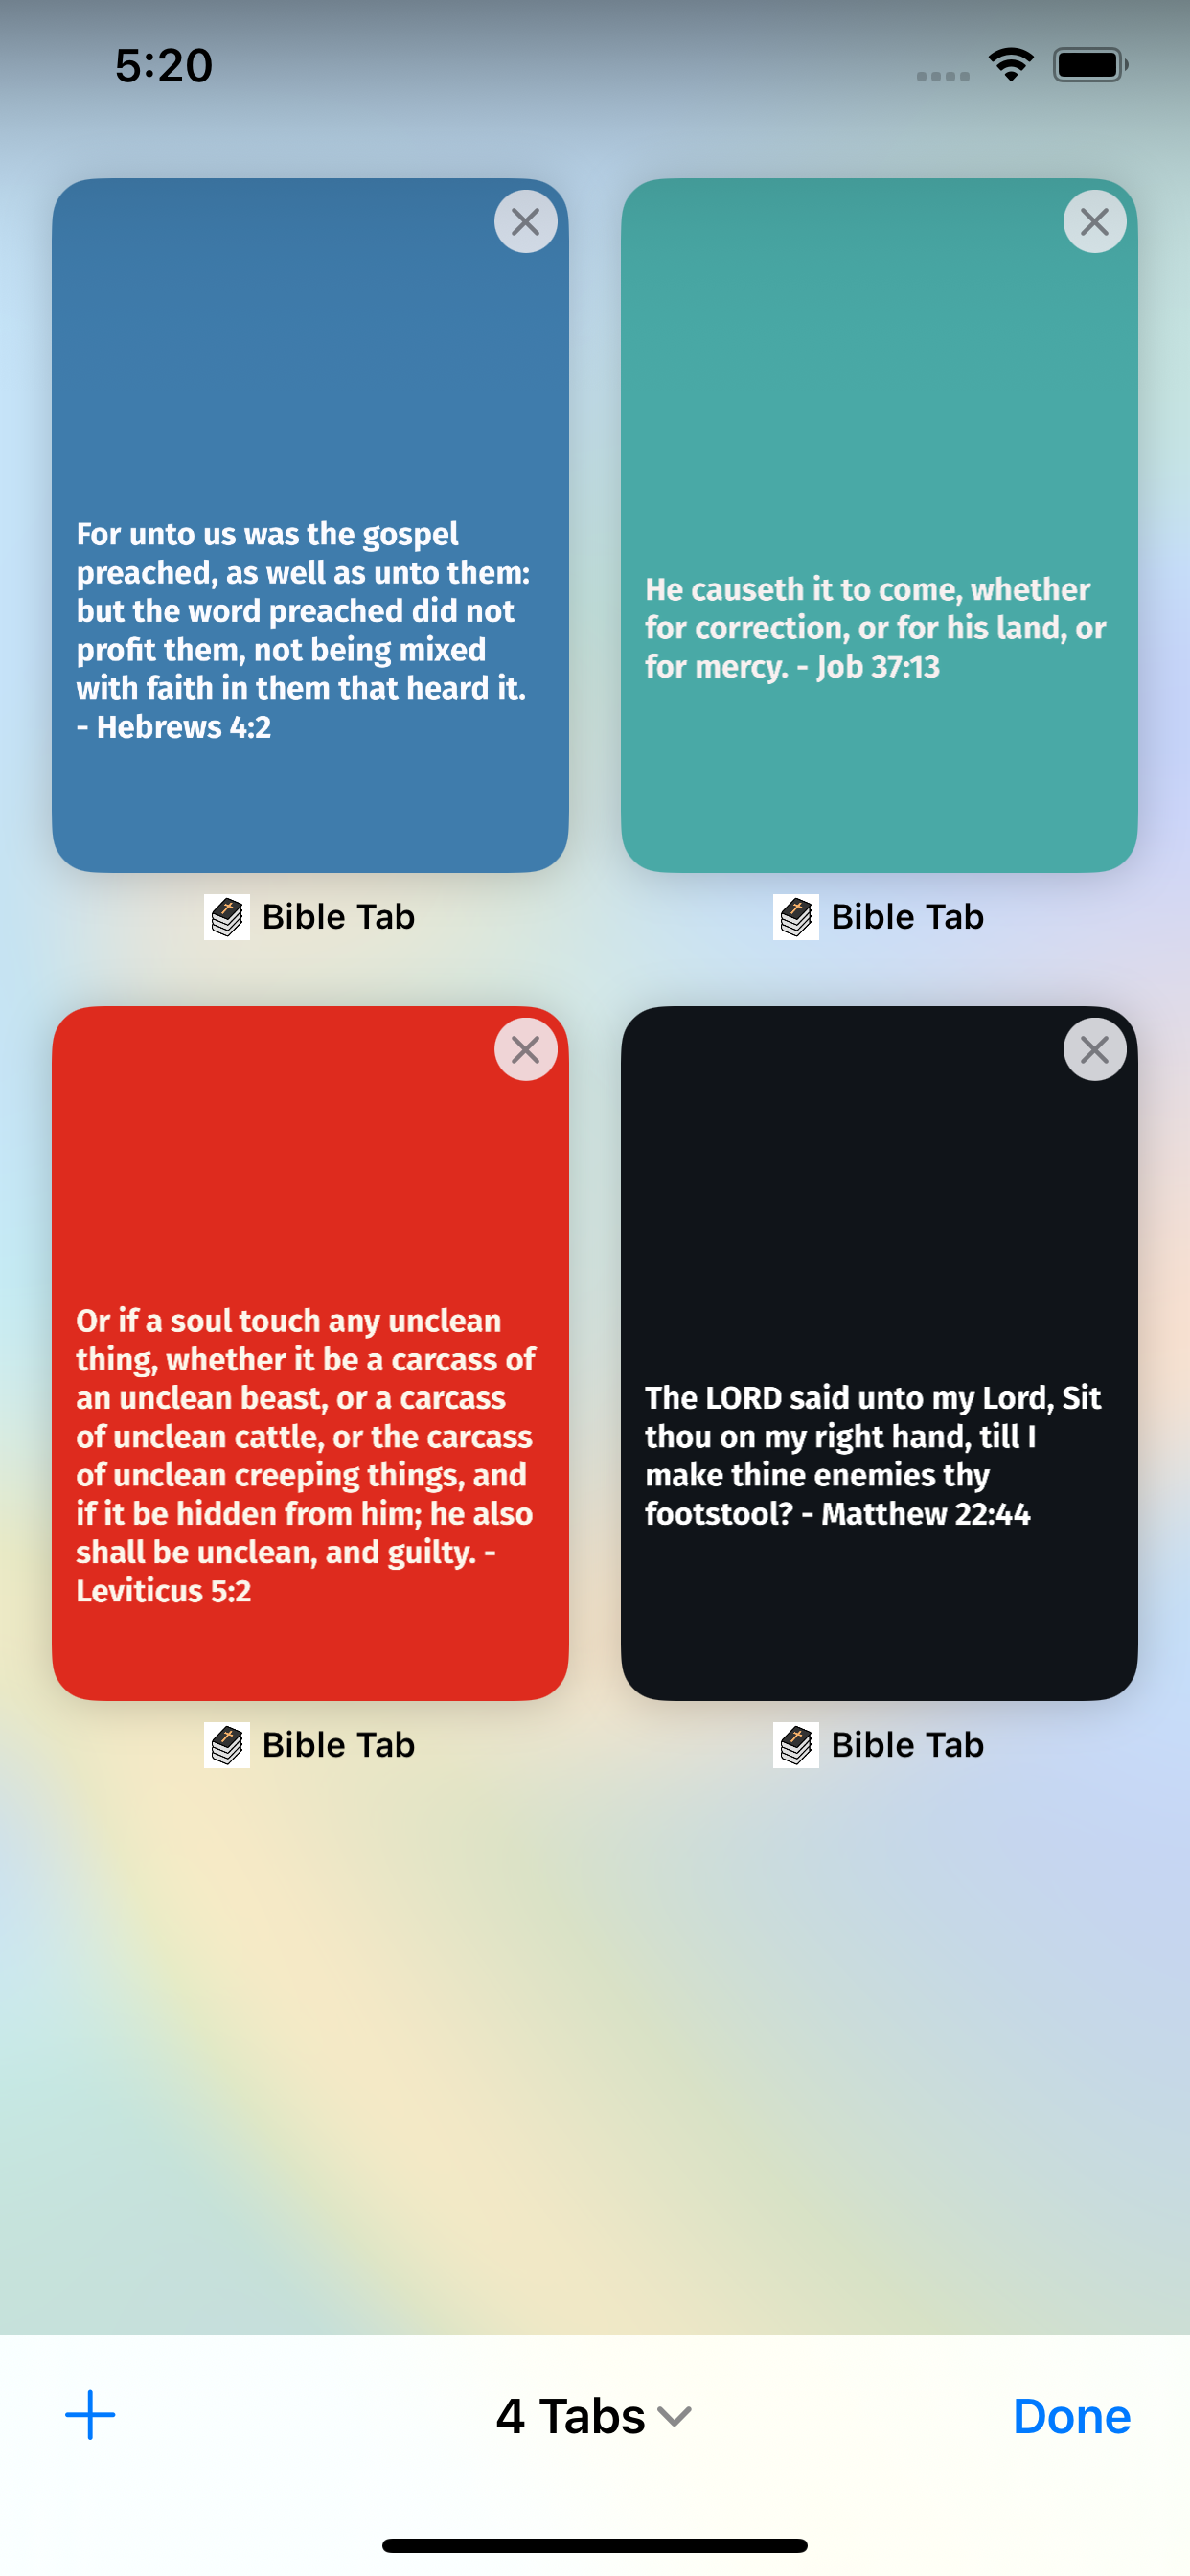 5:20
For unto us was the gospel
preached, as well as unto them:
but the word preached did not
profit them, not being mixed
with faith in them that heard it.
- Hebrews 4:2
Bible Tab
He causeth it to come, whether
for correction, or for his land, or
for mercy. - Job 37:13
Bible Tab
Or if a soul touch any unclean
thing, whether it be a carcass of
an unclean beast, or a carcass
of unclean cattle, or the carcass
of unclean creeping things, and
if it be hidden from him; he also
shall be unclean, and guilty. -
Leviticus 5:2
Bible Tab
The LORD said unto my Lord, Sit
thou on my right hand, till I
make thine enemies thy
footstool? - Matthew 22:44
Bible Tab
4 Tabs
Done